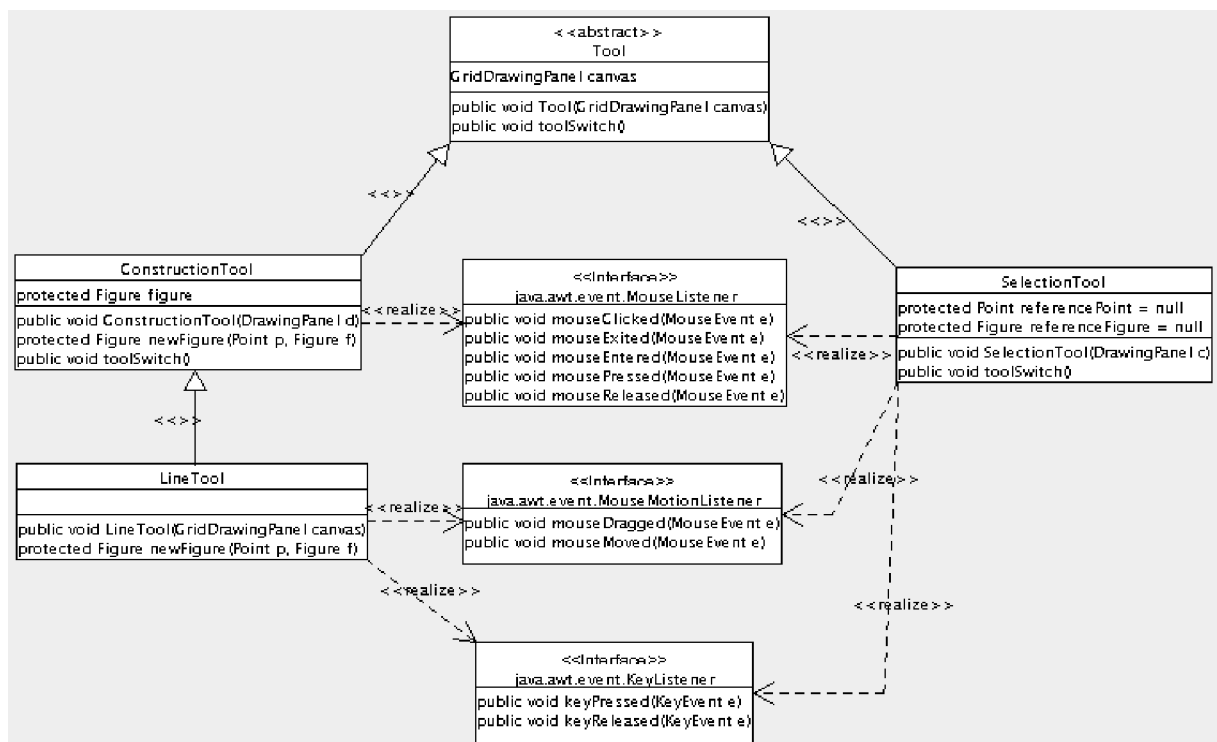 <<abstract>>
Tool
GridDrawingPanel canvas
public void Tool(GridDrawingPanel canvas)
public void toolSwitch()
<<>>
<<>>
ConstructionTool
protected Figure figure
public void ConstructionTool(DrawingPanel d)
protected Figure newFigure(Point p, Figure f)
public void toolSwitch()
<<realize>>
<<Interface>>
java.awt.event.MouseListener
public void mouseClicked(MouseEvent e)
public void mouseExited(MouseEvent e)
public void mouseEntered(MouseEvent e)
public void mousePressed(MouseEvent e)
public void mouseReleased(MouseEvent e)
<<realize>>
SelectionTool
protected Point referencePoint = null
protected Figure referenceFigure = null
public void SelectionTool(DrawingPanel c)
public void toolSwitch()
<<>>
LineTool
public void LineTool(GridDrawingPanel canvas)
protected Figure newFigure(Point p, Figure f)
<<realize>>
<<Interface>>
java.awt.event.MouseMotionListener
public void mouseDragged(MouseEvent e)
public void mouseMoved(MouseEvent e)
<<realize>>
<<realize>>
<<realize>>
<<Interface>>
java.awt.event.KeyListener
public void keyPressed(KeyEvent e)
public void keyReleased(KeyEvent e)